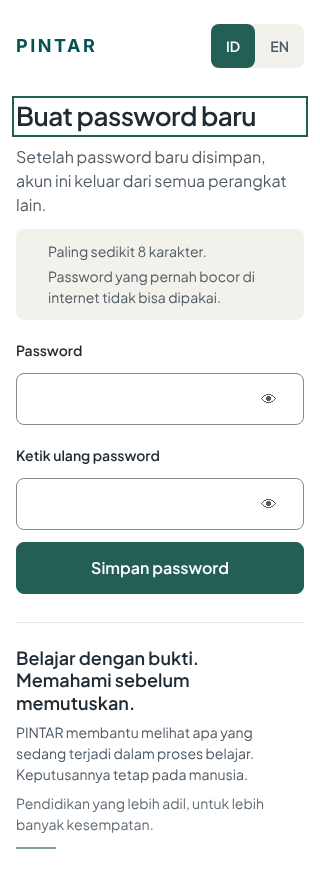 PINTAR
ID
EN
Buat password baru
Setelah password baru disimpan,
akun ini keluar dari semua perangkat
lain.
Paling sedikit 8 karakter.
Password yang pernah bocor di
internet tidak bisa dipakai.
Password
Ketik ulang password
Simpan password
Belajar dengan bukti.
Memahami sebelum
memutuskan.
PINTAR membantu melihat apa yang
sedang terjadi dalam proses belajar.
Keputusannya tetap pada manusia.
Pendidikan yang lebih adil, untuk lebih
banyak kesempatan.